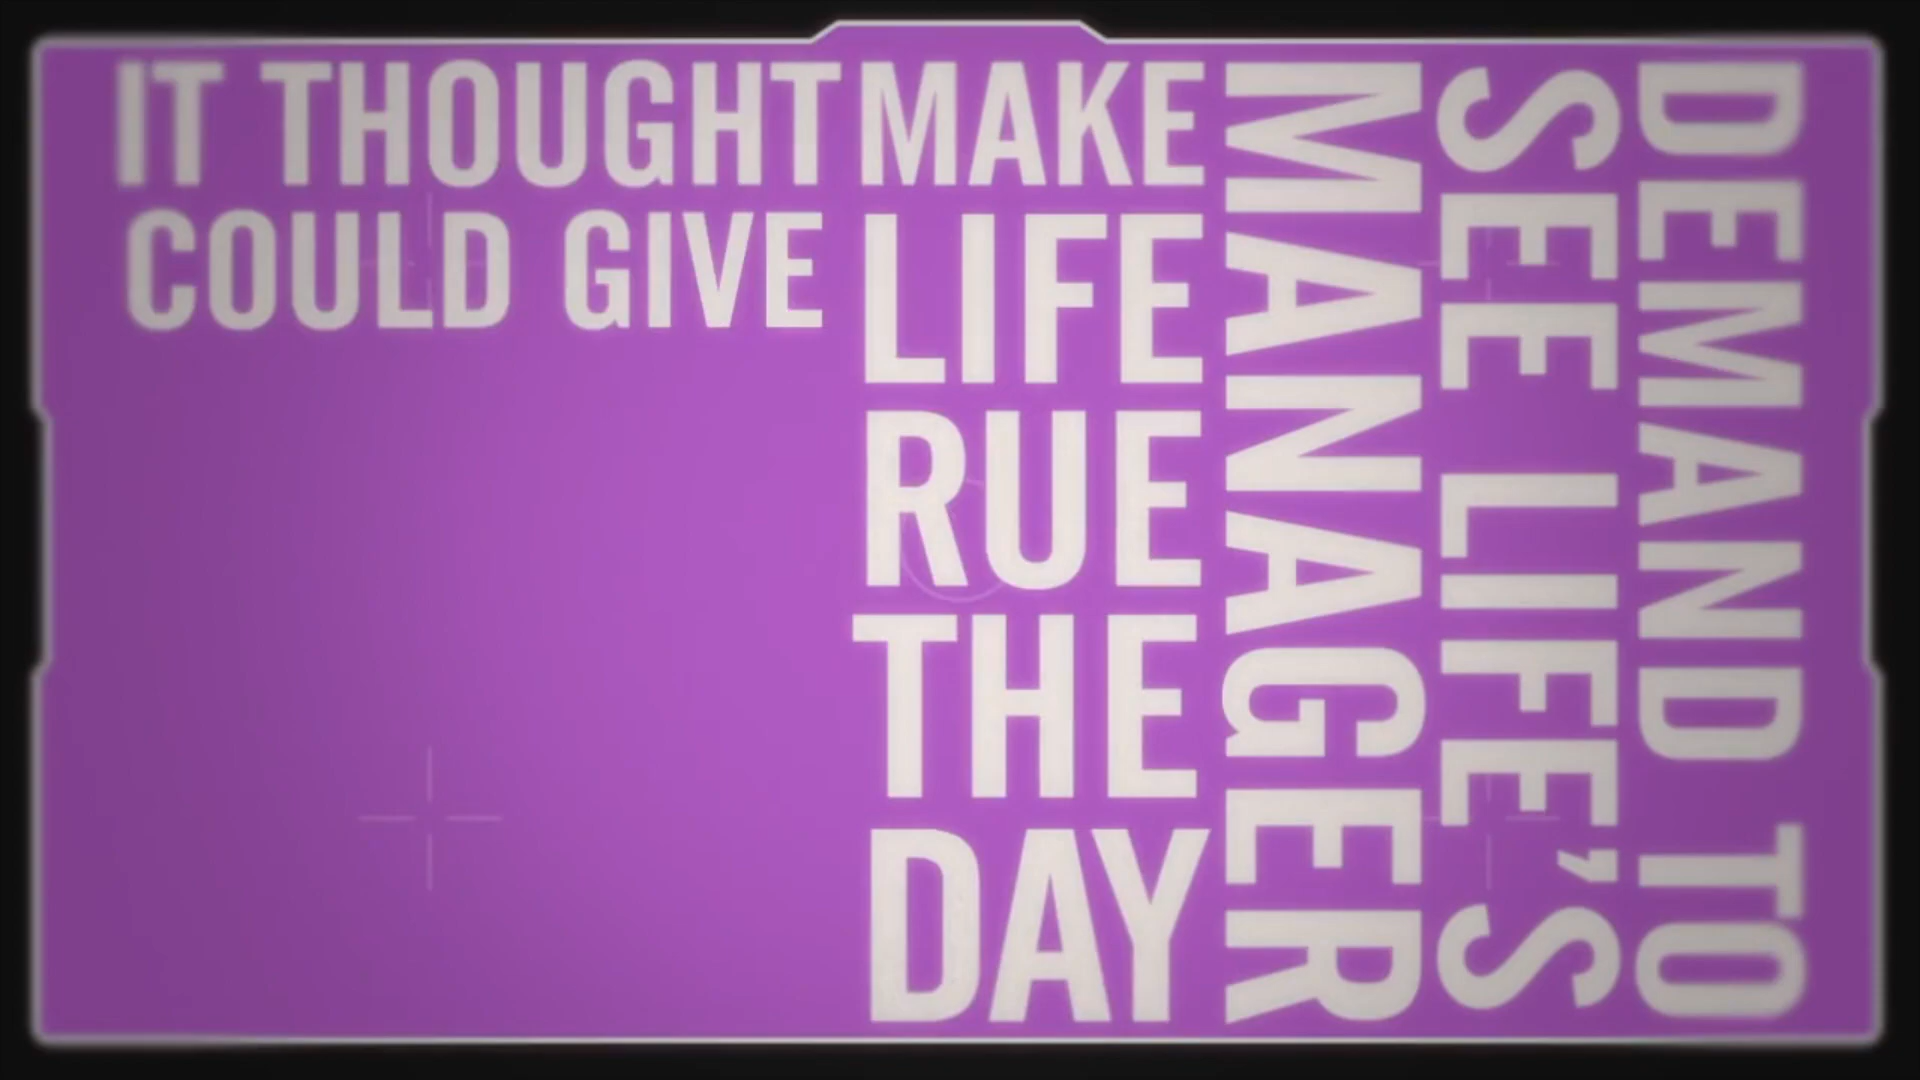 DEMAND TO
SEE LIFE’S
MANAGER
MAKE
LIFE
RUE
THE
DAY
IT THOUGHT
COULD GIVE